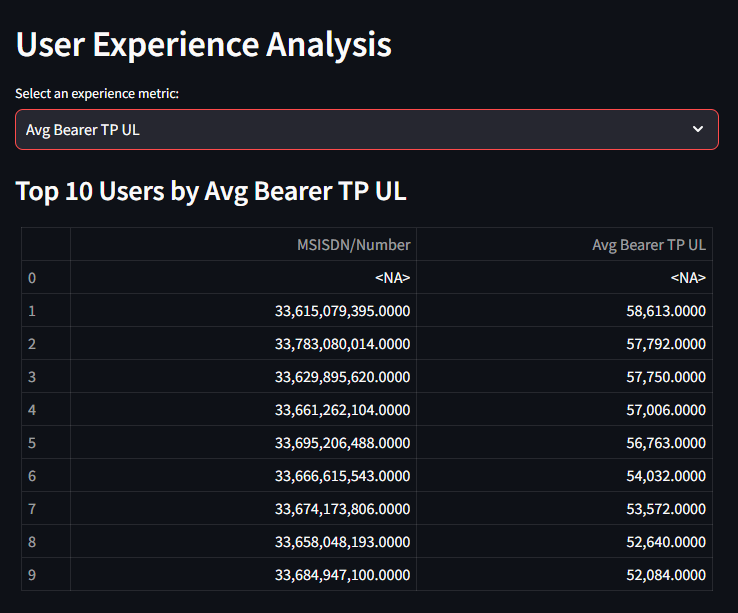 User Experience Analysis
Select an experience metric:
Avg Bearer TP UL
Top 10 Users by Avg Bearer TP UL
MSISDN/Number Avg Bearer TP UL
0 <NA> <NA>
1 33,615,079,395.0000 58,613.0000
2 33,783,080,014.0000 57,792.0000
3 33,629,895,620.0000 57,750.0000
4 33,661,262,104.0000 57,006.0000
5 33,695,206,488.0000 56,763.0000
6 33,666,615,543.0000 54,032.0000
7 33,674,173,806.0000 53,572.0000
8 33,658,048,193.0000 52,640.0000
9 33,684,947,100.0000 52,084.0000